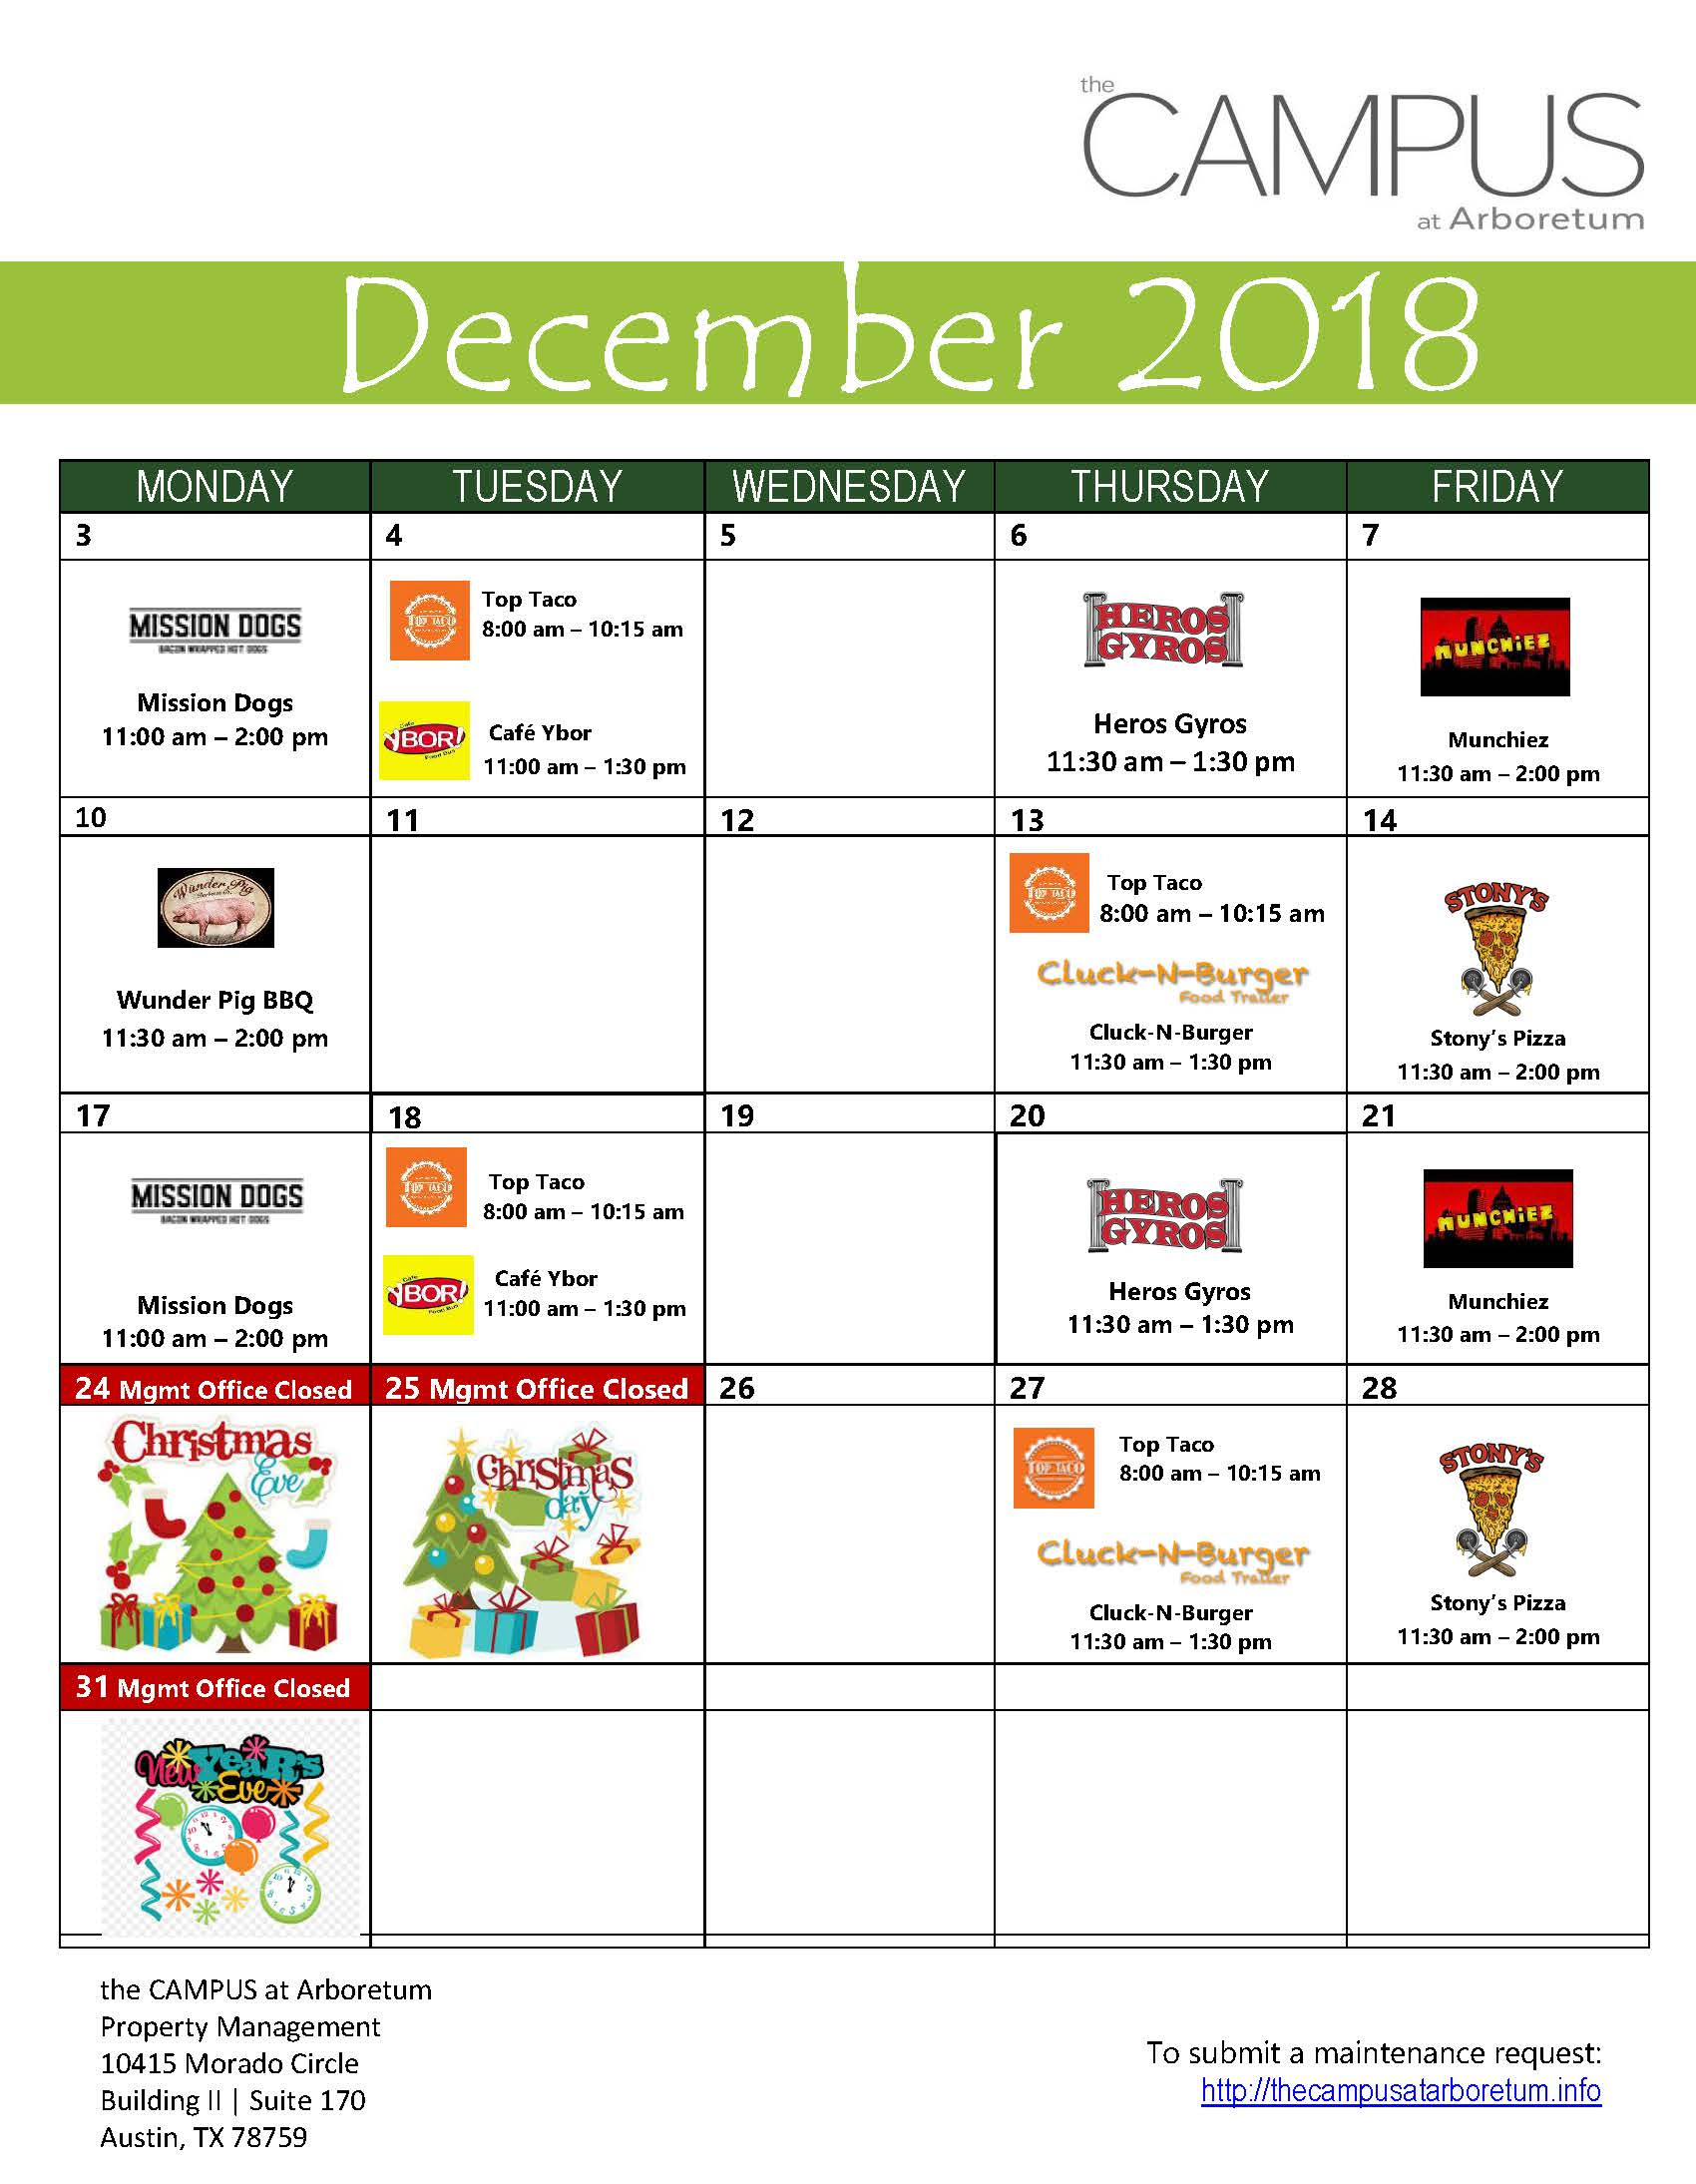 the
CAMPUS
at Arboretum
December 2018
MONDAY TUESDAY WEDNESDAY THURSDAY FRIDAY
3 4 5 6 7
MISSION DOGS
BACON WRAPPED HOT DOGS
Mission Dogs
11:00 am – 2:00 pm
TOP TACO
Top Taco
8:00 am – 10:15 am
Cafe
YBOR!
Food Bus
Café Ybor
11:00 am – 1:30 pm
HEROS
GYROS
Heros Gyros
11:30 am – 1:30 pm
MUNCHiEZ
Munchiez
11:30 am – 2:00 pm
10 11 12 13 14
Wunder Pig
Wunder Pig BBQ
11:30 am – 2:00 pm
TOP TACO
Top Taco
8:00 am – 10:15 am
Cluck-N-Burger
Food Trailer
Cluck-N-Burger
11:30 am – 1:30 pm
STONY'S
Stony's Pizza
11:30 am – 2:00 pm
17 18 19 20 21
MISSION DOGS
BACON WRAPPED HOT DOGS
Mission Dogs
11:00 am – 2:00 pm
TOP TACO
Top Taco
8:00 am – 10:15 am
Cafe
YBOR!
Food Bus
Café Ybor
11:00 am – 1:30 pm
HEROS
GYROS
Heros Gyros
11:30 am – 1:30 pm
MUNCHiEZ
Munchiez
11:30 am – 2:00 pm
24 Mgmt Office Closed 25 Mgmt Office Closed 26 27 28
Christmas
Eve
Christmas
day
TOP TACO
Top Taco
8:00 am – 10:15 am
Cluck-N-Burger
Food Trailer
Cluck-N-Burger
11:30 am – 1:30 pm
STONY'S
Stony's Pizza
11:30 am – 2:00 pm
31 Mgmt Office Closed
New YeaR's
Eve
the CAMPUS at Arboretum
Property Management
10415 Morado Circle
Building II | Suite 170
Austin, TX 78759
To submit a maintenance request:
http://thecampusatarboretum.info